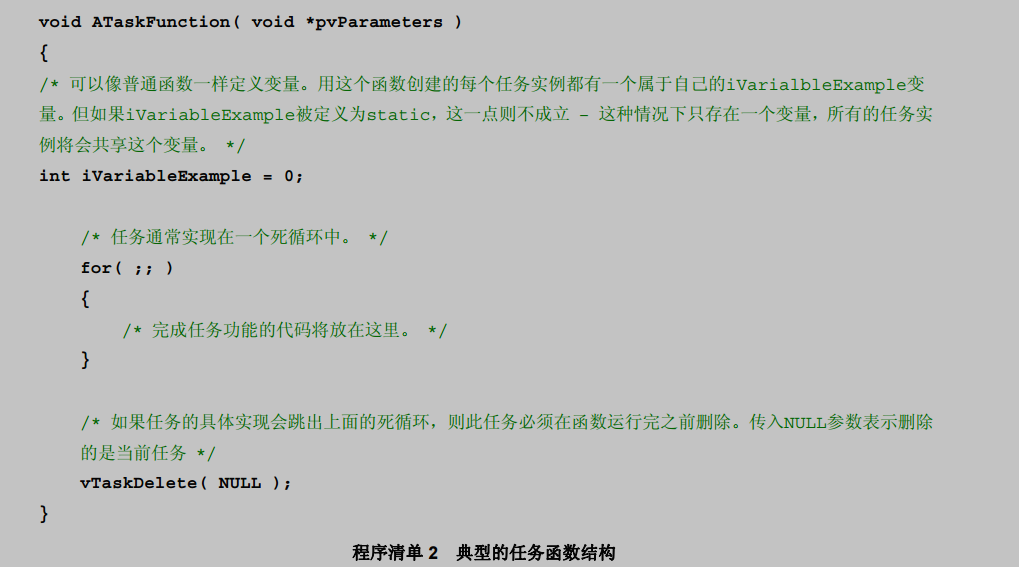 void ATaskFunction( void *pvParameters )
{
/* 可以像普通函数一样定义变量。用这个函数创建的每个任务实例都有一个属于自己的iVarialbleExample变
量。但如果iVariableExample被定义为static，这一点则不成立 – 这种情况下只存在一个变量，所有的任务实
例将会共享这个变量。 */
int iVariableExample = 0;
/* 任务通常实现在一个死循环中。 */
for( ;; )
{
/* 完成任务功能的代码将放在这里。 */
}
/* 如果任务的具体实现会跳出上面的死循环，则此任务必须在函数运行完之前删除。传入NULL参数表示删除
的是当前任务 */
vTaskDelete( NULL );
}
程序清单 2 典型的任务函数结构